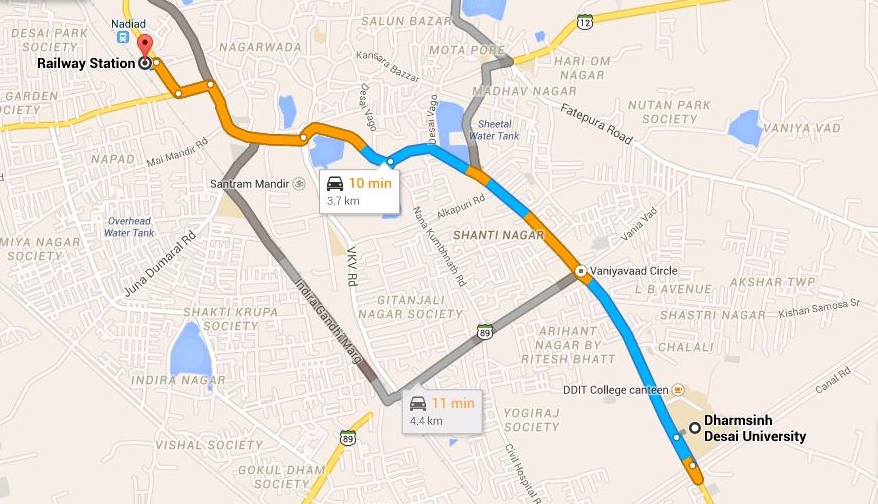 Nadiad
Railway Station
DESAI PARK
SOCIETY
SALUN BAZAR
12
NAGARWADA
MOTA PORE
Kansara Bazzar
HARI OM
NAGAR
GARDEN
MADHAV NAGAR
Desai Vago
Desai Vago
NUTAN PARK
SOCIETY
Fatepura Road
VANIYA VAD
Sheetal
Water Tank
NAPAD
Mai Mandir Rd
Santram Mandir
10 min
3.7 km
Alkapuri Rd
Overhead
Water Tank
Nana Kumbhnath Rd
SHANTI NAGAR
Vania Vad
MIYA NAGAR
SOCIETY
Juna Dumaral Rd
VKV Rd
Vaniyavaad Circle
L B AVENUE
AKSHAR TWP
Indira Gandhi Marg
GITANJALI
NAGAR SOCIETY
Kishan Samosa Sr
SHASTRI NAGAR
SHAKTI KRUPA
SOCIETY
89
ARIHANT
NAGAR BY
RITESH BHATT
CHALALI
INDIRA NAGAR
DDIT College canteen
Canal Rd
11 min
4.4 km
YOGIRAJ
SOCIETY
Dharmsinh
Desai University
89
VISHAL SOCIETY
Civil Hospital R
GOKUL DHAM
SOCIETY